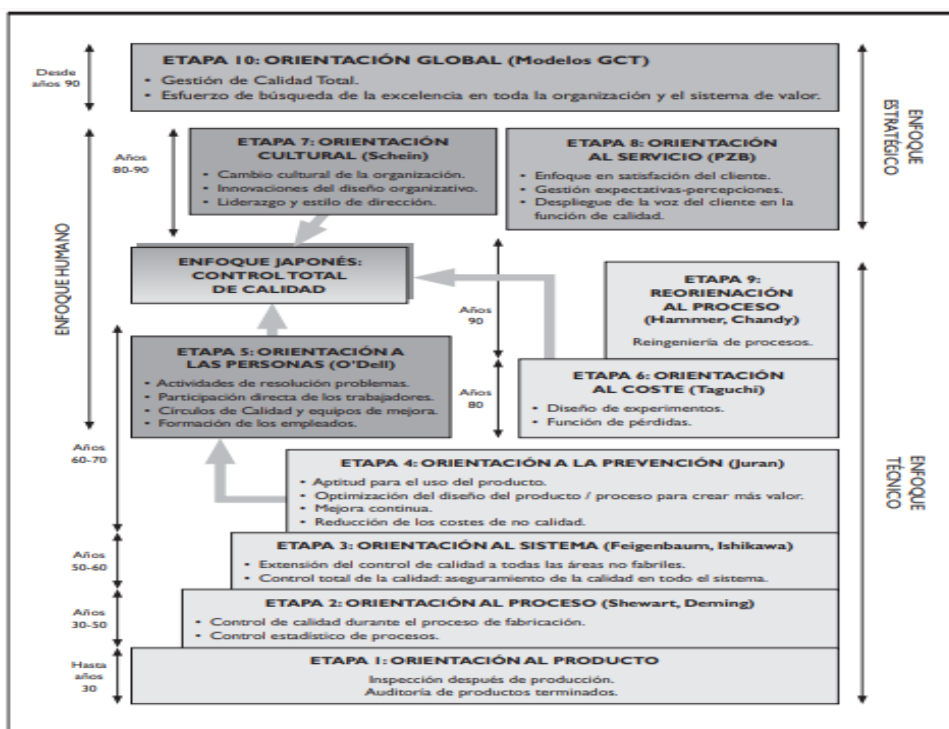 Desde
años 90
ETAPA 10: ORIENTACIÓN GLOBAL (Modelos GCT)
• Gestión de Calidad Total.
• Esfuerzo de búsqueda de la excelencia en toda la organización y el sistema de valor.
ENFOQUE
ESTRATÉGICO
Años
80-90
ETAPA 7: ORIENTACIÓN
CULTURAL (Schein)
• Cambio cultural de la organización.
• Innovaciones del diseño organizativo.
• Liderazgo y estilo de dirección.
ETAPA 8: ORIENTACIÓN
AL SERVICIO (PZB)
• Enfoque en satisfacción del cliente.
• Gestión expectativas-percepciones.
• Despliegue de la voz del cliente en la
función de calidad.
ENFOQUE HUMANO
ENFOQUE JAPONÉS:
CONTROL TOTAL
DE CALIDAD
Años
90
ETAPA 9:
REORIENACIÓN
AL PROCESO
(Hammer, Chandy)
Reingeniería de procesos.
ETAPA 5: ORIENTACIÓN A
LAS PERSONAS (O'Dell)
• Actividades de resolución problemas.
• Participación directa de los trabajadores.
• Círculos de Calidad y equipos de mejora.
• Formación de los empleados.
Años
80
ETAPA 6: ORIENTACIÓN
AL COSTE (Taguchi)
• Diseño de experimentos.
• Función de pérdidas.
Años
60-70
ETAPA 4: ORIENTACIÓN A LA PREVENCIÓN (Juran)
• Aptitud para el uso del producto.
• Optimización del diseño del producto / proceso para crear más valor.
• Mejora continua.
• Reducción de los costes de no calidad.
ENFOQUE
TÉCNICO
Años
50-60
ETAPA 3: ORIENTACIÓN AL SISTEMA (Feigenbaum, Ishikawa)
• Extensión del control de calidad a todas las áreas no fabriles.
• Control total de la calidad: aseguramiento de la calidad en todo el sistema.
Años
30-50
ETAPA 2: ORIENTACIÓN AL PROCESO (Shewart, Deming)
• Control de calidad durante el proceso de fabricación.
• Control estadístico de procesos.
Hasta
años
30
ETAPA 1: ORIENTACIÓN AL PRODUCTO
Inspección después de producción.
Auditoría de productos terminados.